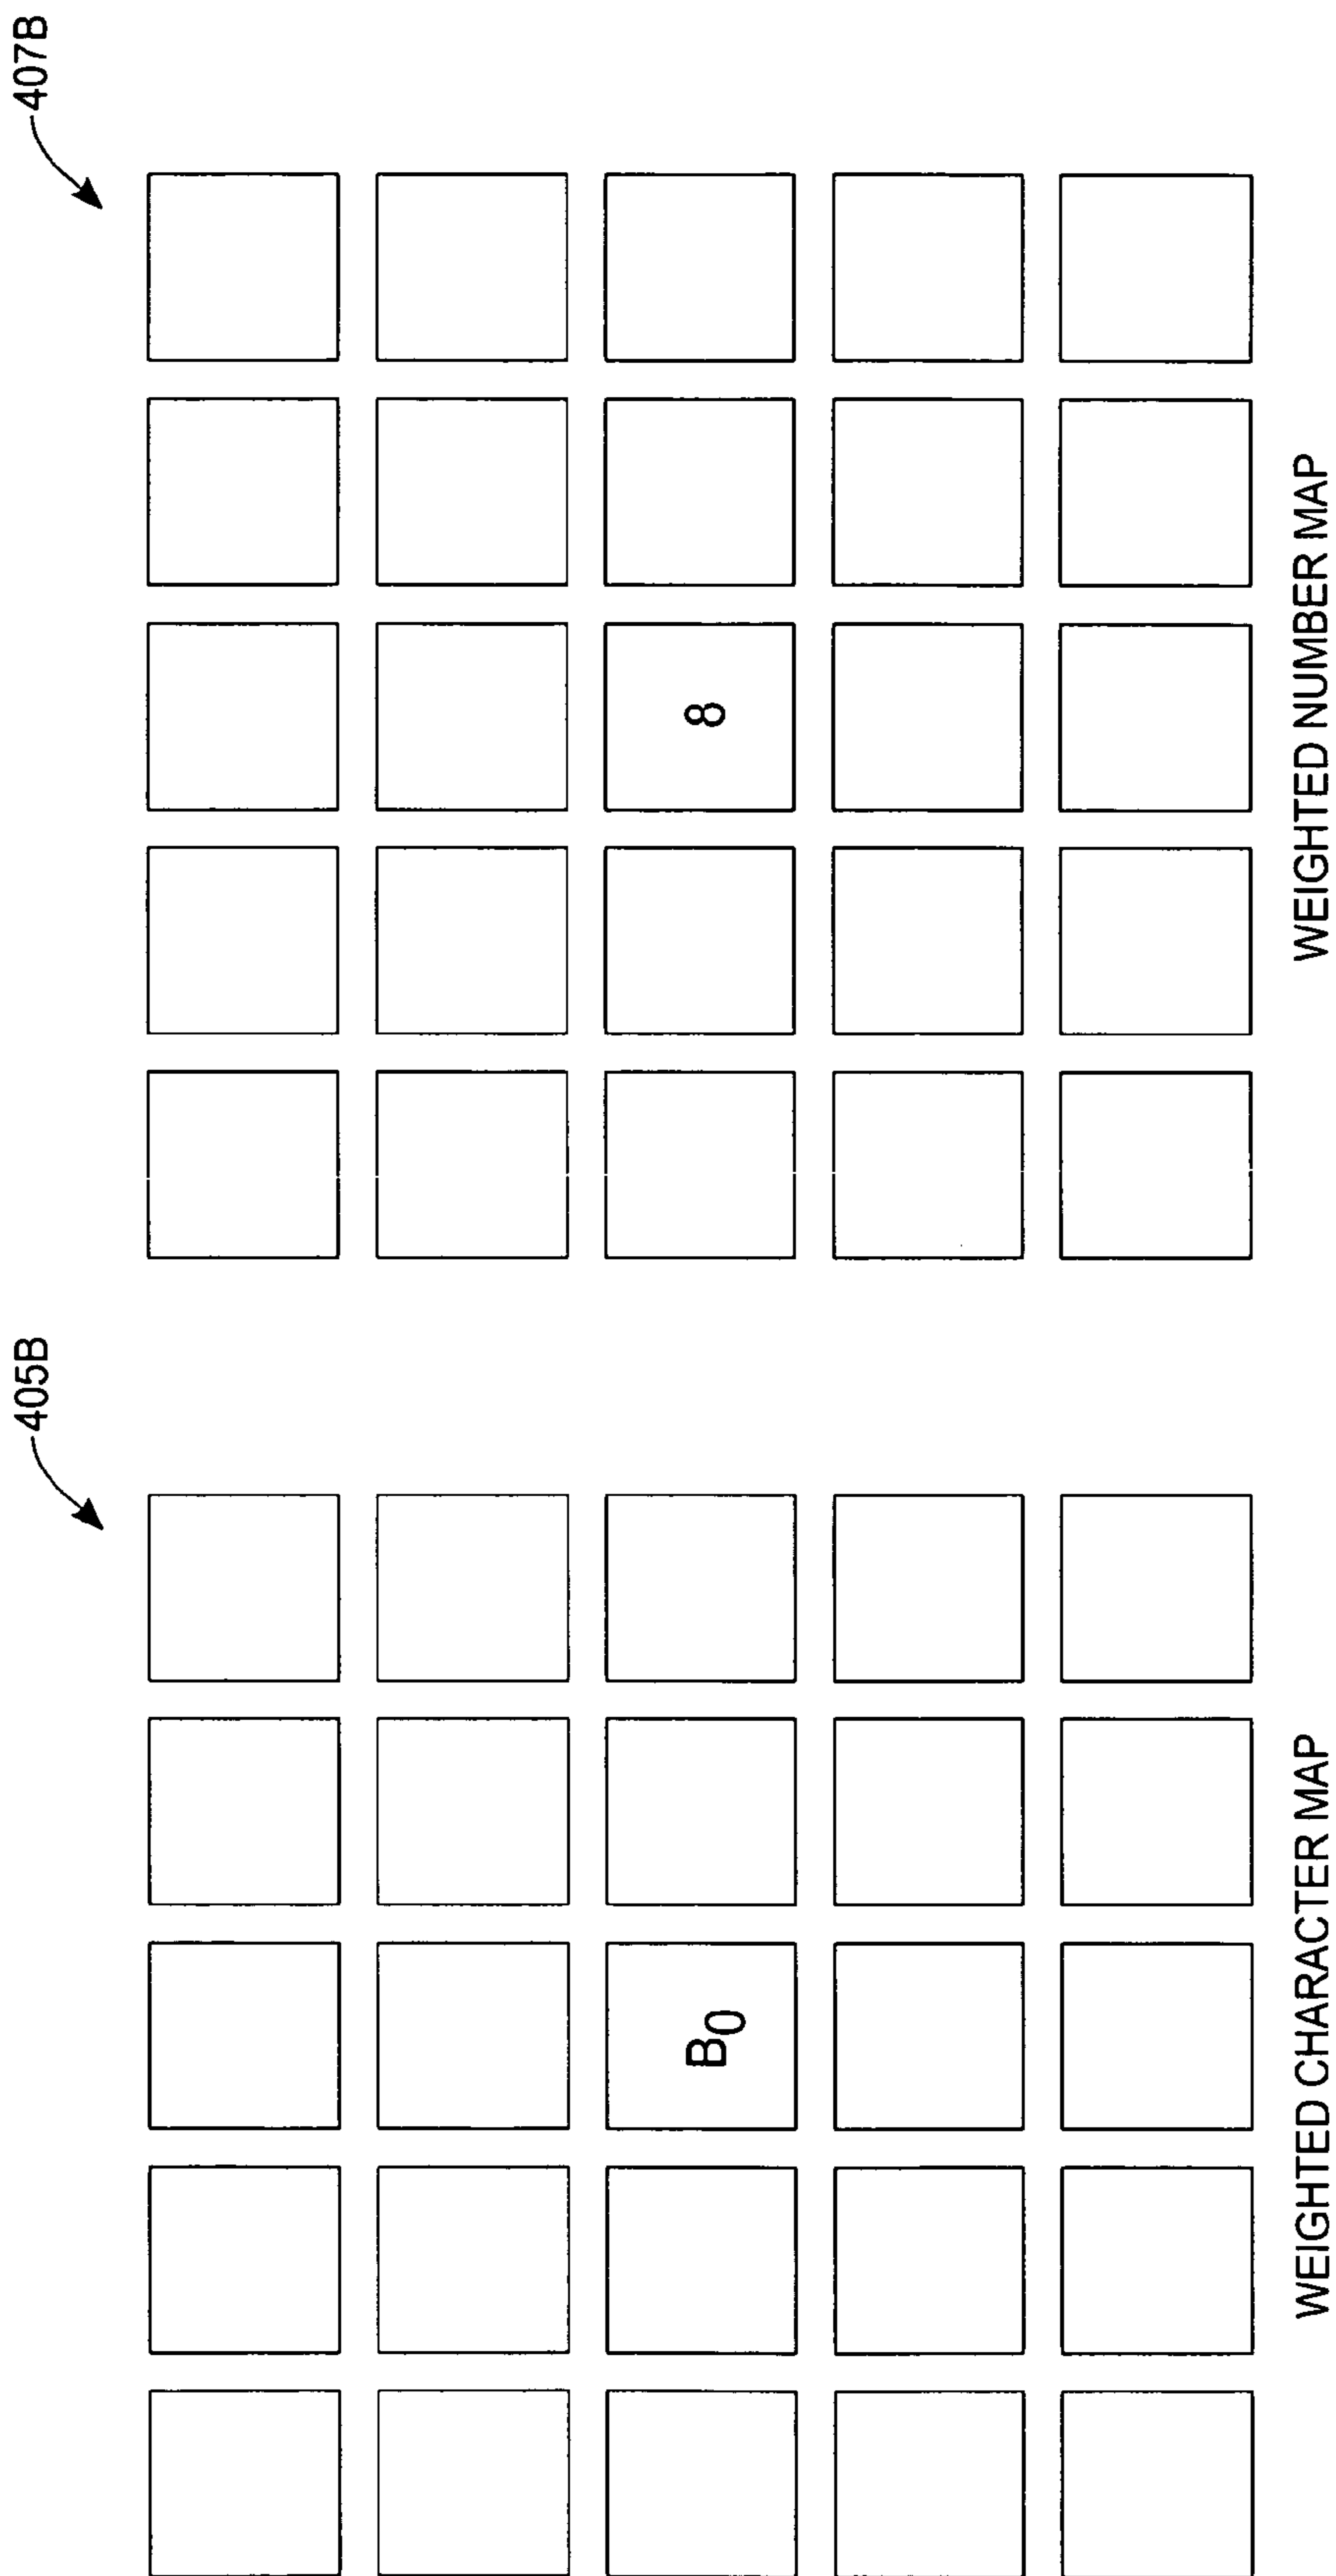 405B
B0
WEIGHTED CHARACTER MAP
407B
8
WEIGHTED NUMBER MAP